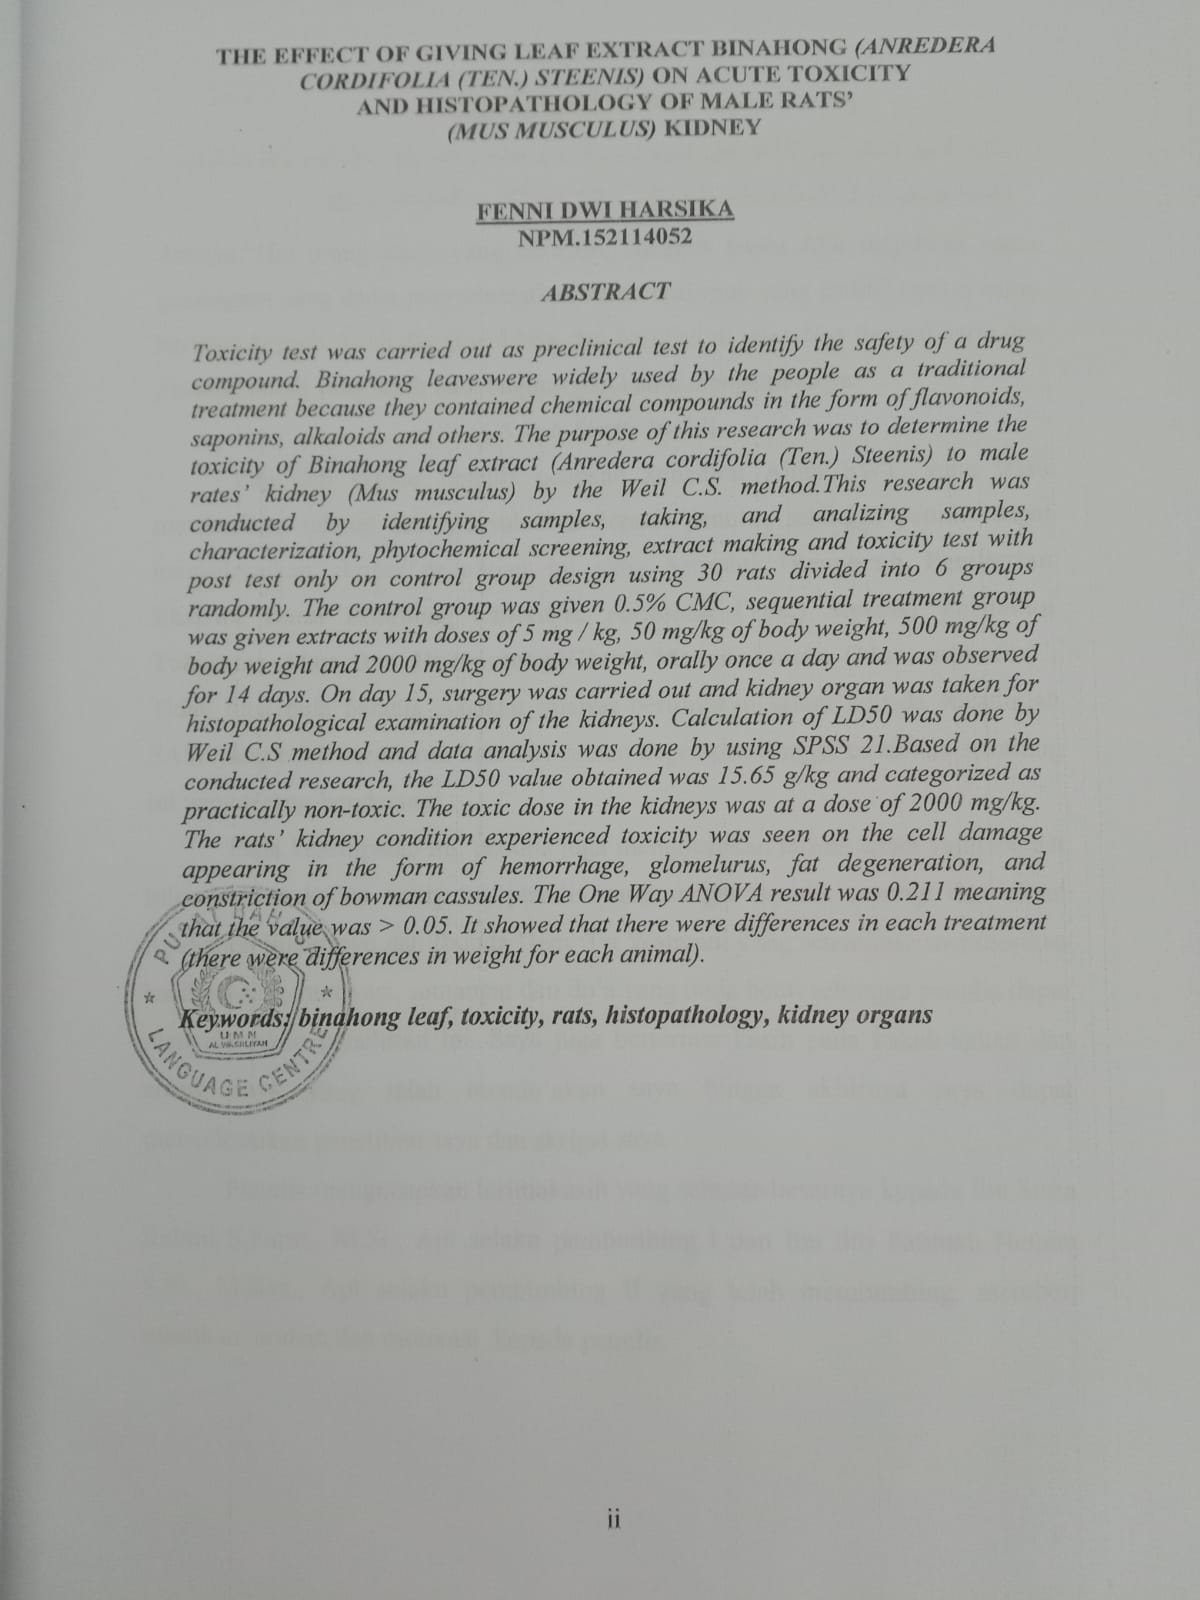 THE EFFECT OF GIVING LEAF EXTRACT BINAHONG (ANREDERA
CORDIFOLIA (TEN.) STEENIS) ON ACUTE TOXICITY
AND HISTOPATHOLOGY OF MALE RATS’
(MUS MUSCULUS) KIDNEY
FENNI DWI HARSIKA
NPM.152114052
ABSTRACT
Toxicity test was carried out as preclinical test to identify the safety of a drug
compound. Binahong leaveswere widely used by the people as a traditional
treatment because they contained chemical compounds in the form of flavonoids,
saponins, alkaloids and others. The purpose of this research was to determine the
toxicity of Binahong leaf extract (Anredera cordifolia (Ten.) Steenis) to male
rates’ kidney (Mus musculus) by the Weil C.S. method.This research was
conducted by identifying samples, taking, and analizing samples,
characterization, phytochemical screening, extract making and toxicity test with
post test only on control group design using 30 rats divided into 6 groups
randomly. The control group was given 0.5% CMC, sequential treatment group
was given extracts with doses of 5 mg / kg, 50 mg/kg of body weight, 500 mg/kg of
body weight and 2000 mg/kg of body weight, orally once a day and was observed
for 14 days. On day 15, surgery was carried out and kidney organ was taken for
histopathological examination of the kidneys. Calculation of LD50 was done by
Weil C.S method and data analysis was done by using SPSS 21.Based on the
conducted research, the LD50 value obtained was 15.65 g/kg and categorized as
practically non-toxic. The toxic dose in the kidneys was at a dose of 2000 mg/kg.
The rats’ kidney condition experienced toxicity was seen on the cell damage
appearing in the form of hemorrhage, glomelurus, fat degeneration, and
constriction of bowman cassules. The One Way ANOVA result was 0.211 meaning
that the value was > 0.05. It showed that there were differences in each treatment
(there were differences in weight for each animal).
Keywords: binahong leaf, toxicity, rats, histopathology, kidney organs
UMN
AL WASHLIYAH
LANGUAGE CENTRE
ii